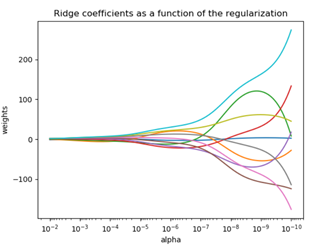 Ridge coefficients as a function of the regularization
200
100
0
−100
weights
10⁻² 10⁻³ 10⁻⁴ 10⁻⁵ 10⁻⁶ 10⁻⁷ 10⁻⁸ 10⁻⁹ 10⁻¹⁰
alpha